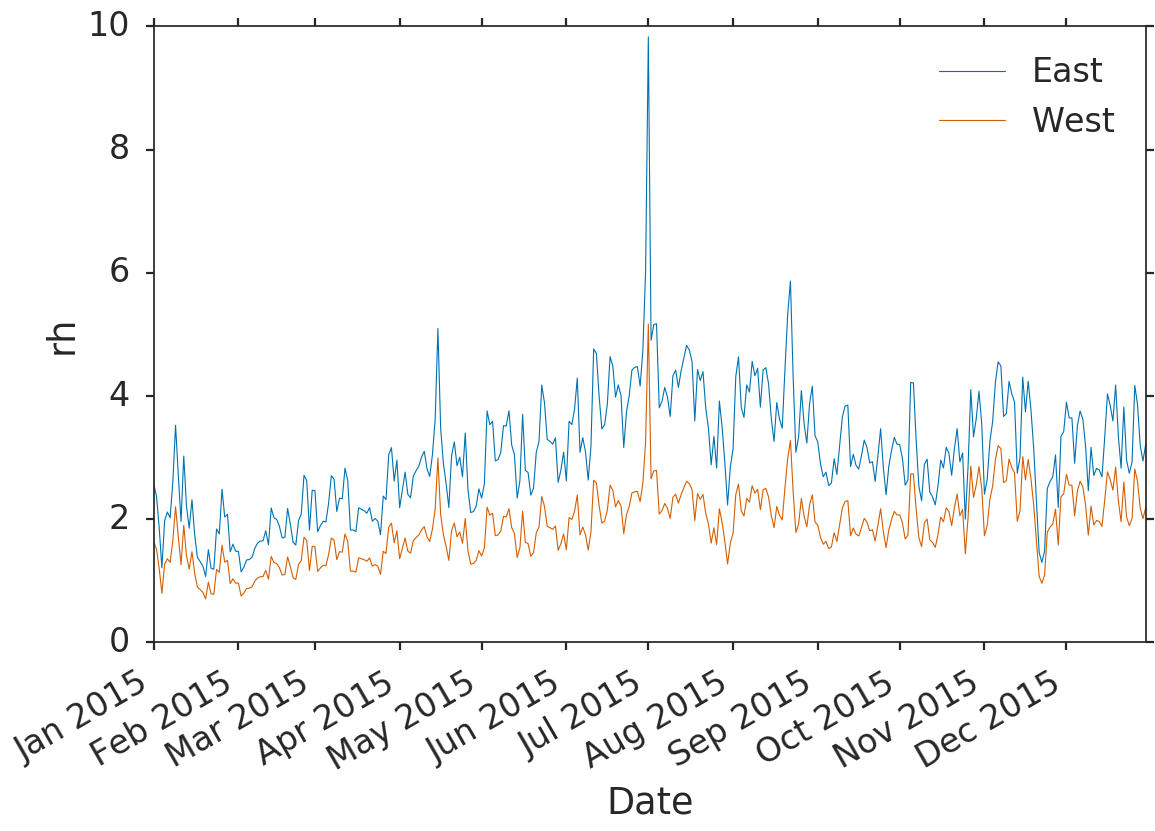 10
8
6
4
2
0
rh
East
West
Jan 2015
Feb 2015
Mar 2015
Apr 2015
May 2015
Jun 2015
Jul 2015
Aug 2015
Sep 2015
Oct 2015
Nov 2015
Dec 2015
Date